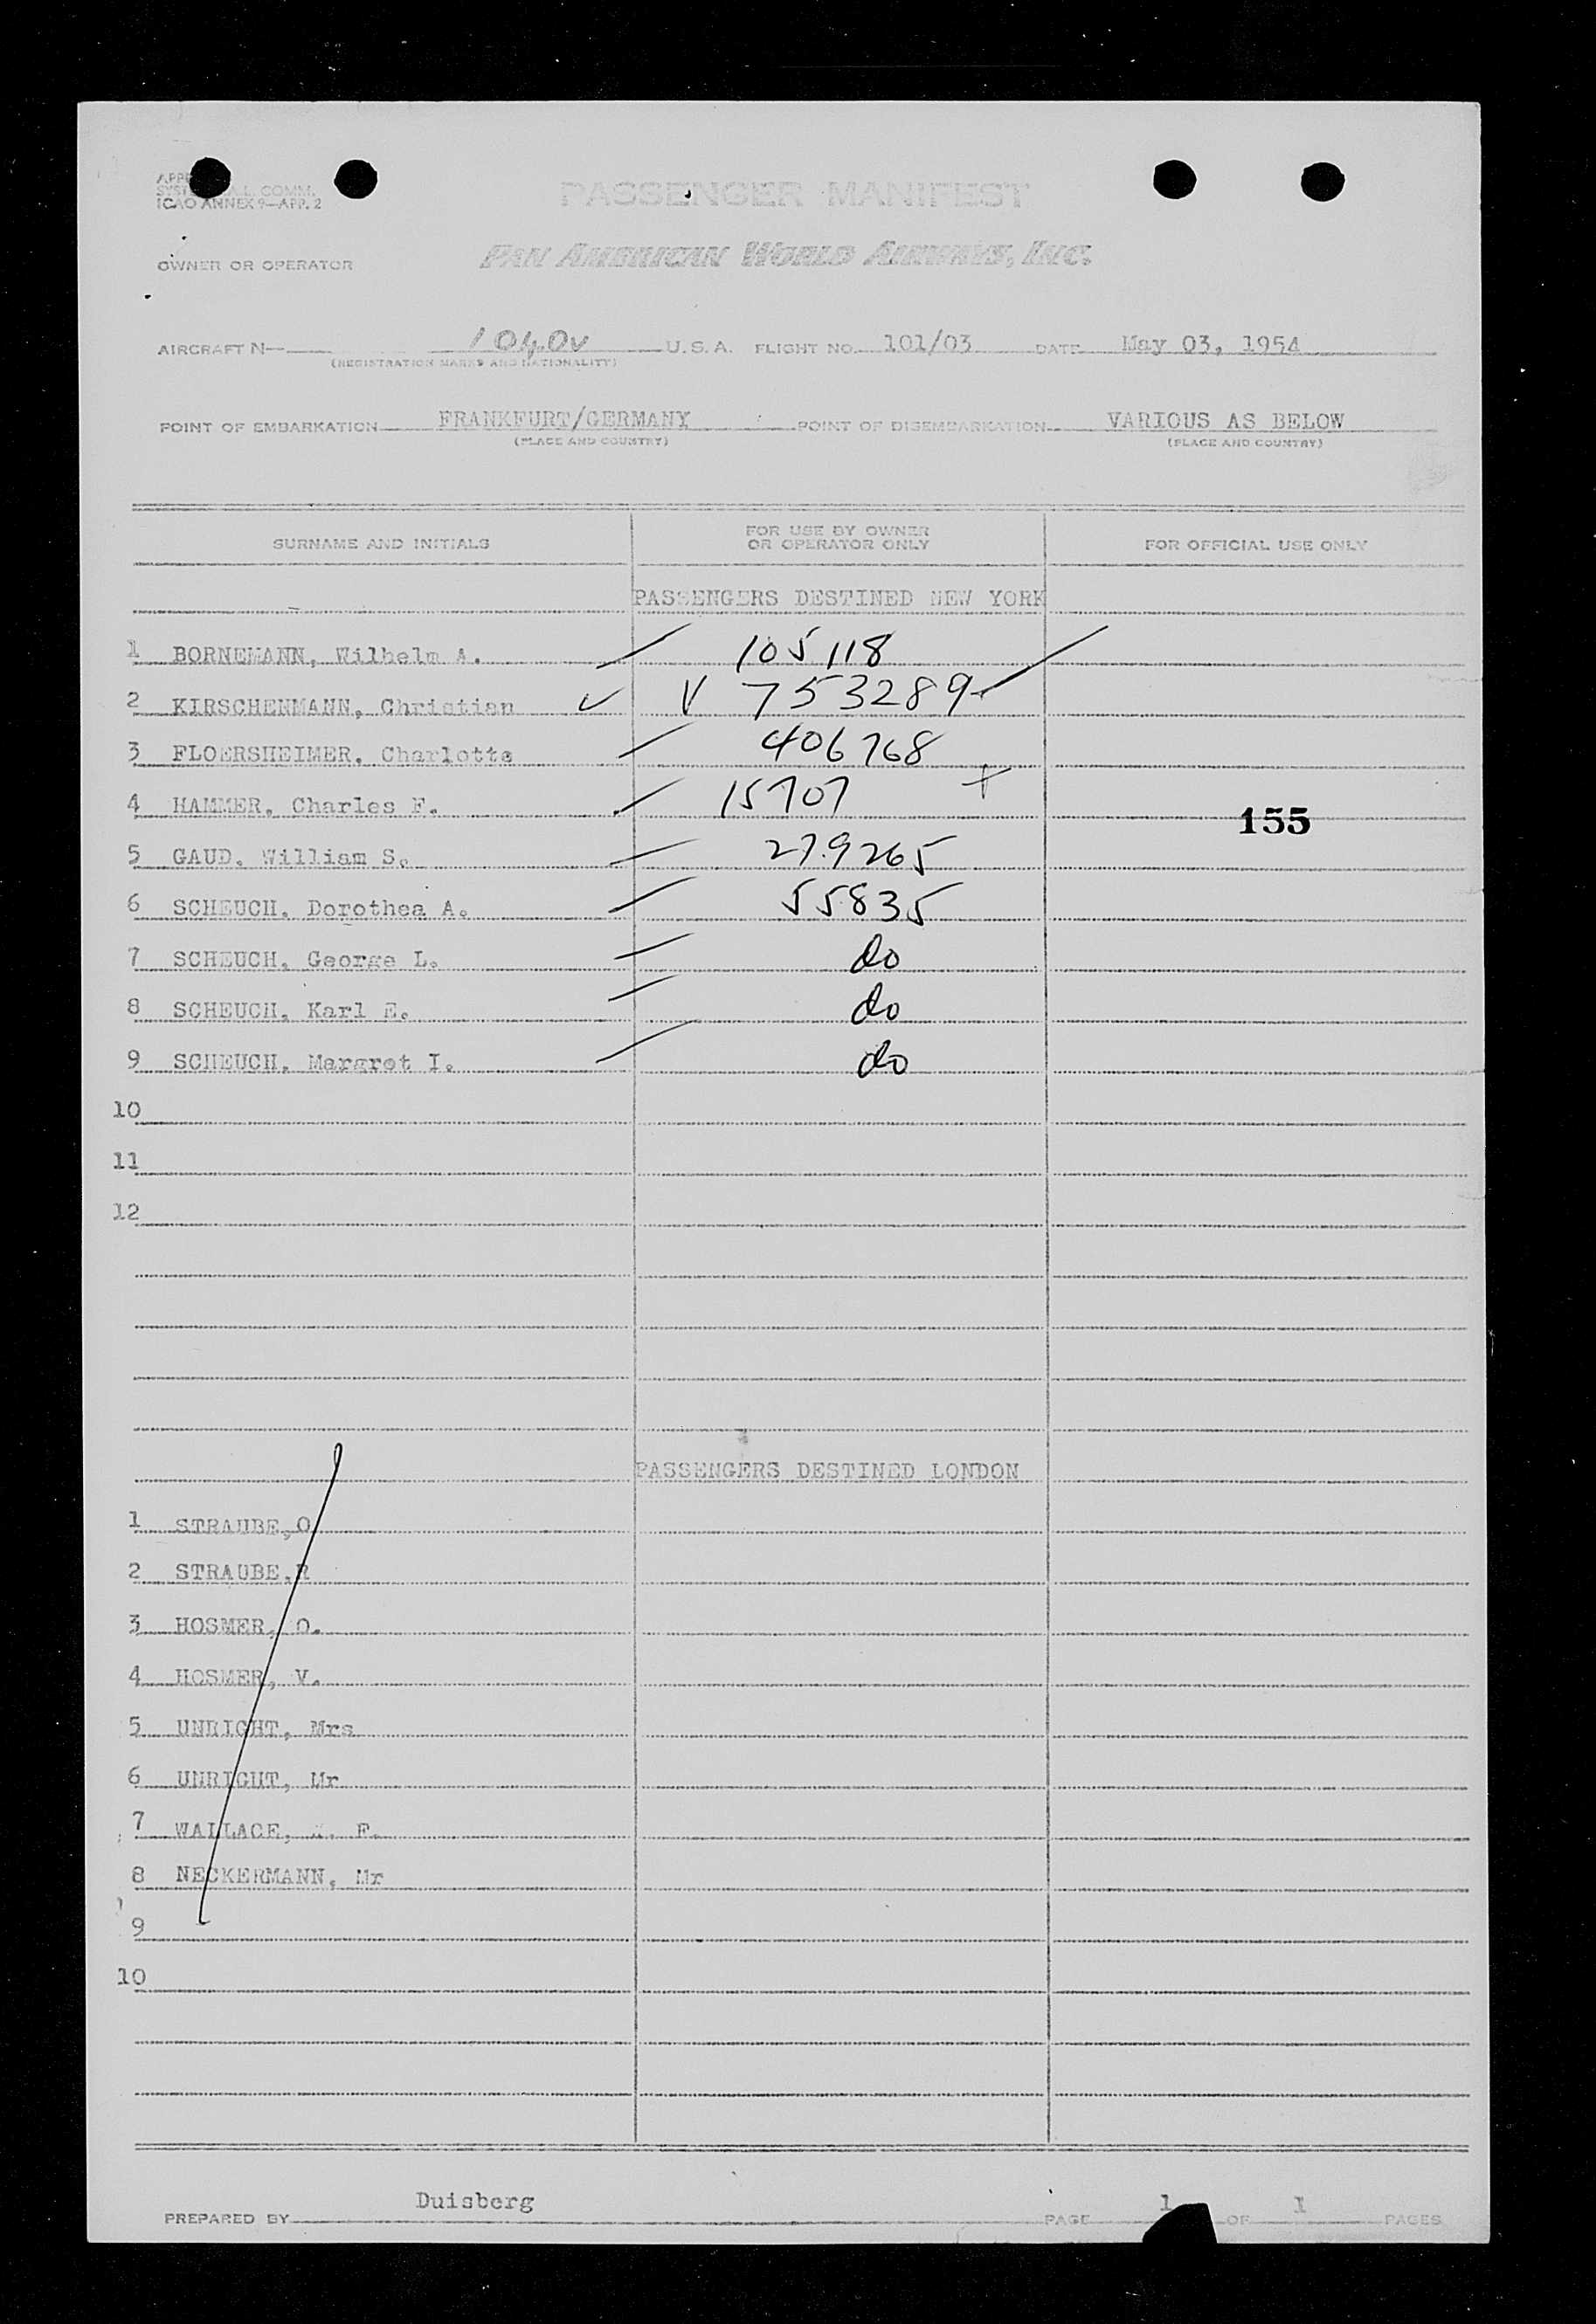 SYST L. COMM.
ICAO ANNEX 9—APP. 2
PASSENGER MANIFEST
OWNER OR OPERATOR PAN AMERICAN WORLD AIRWAYS, INC.
AIRCRAFT N— 1040V U.S.A. FLIGHT NO. 101/03 DATE May 03, 1954
(REGISTRATION MARKS AND NATIONALITY)
POINT OF EMBARKATION FRANKFURT/GERMANY POINT OF DISEMBARKATION VARIOUS AS BELOW
(PLACE AND COUNTRY) (PLACE AND COUNTRY)
SURNAME AND INITIALS FOR USE BY OWNER OR OPERATOR ONLY FOR OFFICIAL USE ONLY
PASSENGERS DESTINED NEW YORK
1 BORNEMANN, Wilhelm A. 105118
2 KIRSCHENMANN, Christian ✓ V 753289
3 FLOERSHEIMER, Charlotte 406768
4 HAMMER, Charles F. 15707 +
155
5 GAUD, William S. 279265
6 SCHEUCH, Dorothea A. 55835
7 SCHEUCH, George L. do
8 SCHEUCH, Karl E. do
9 SCHEUCH, Margret I. do
10
11
12
PASSENGERS DESTINED LONDON
1 STRAUBE,O
2 STRAUBE,R
3 HOSMER, O.
4 HOSMER, V.
5 UNRIGHT, Mrs
6 UNRIGHT, Mr
7 WALLACE, F.
8 NECKERMANN, Mr
9
10
PREPARED BY Duisberg PAGE 1 OF 1 PAGES